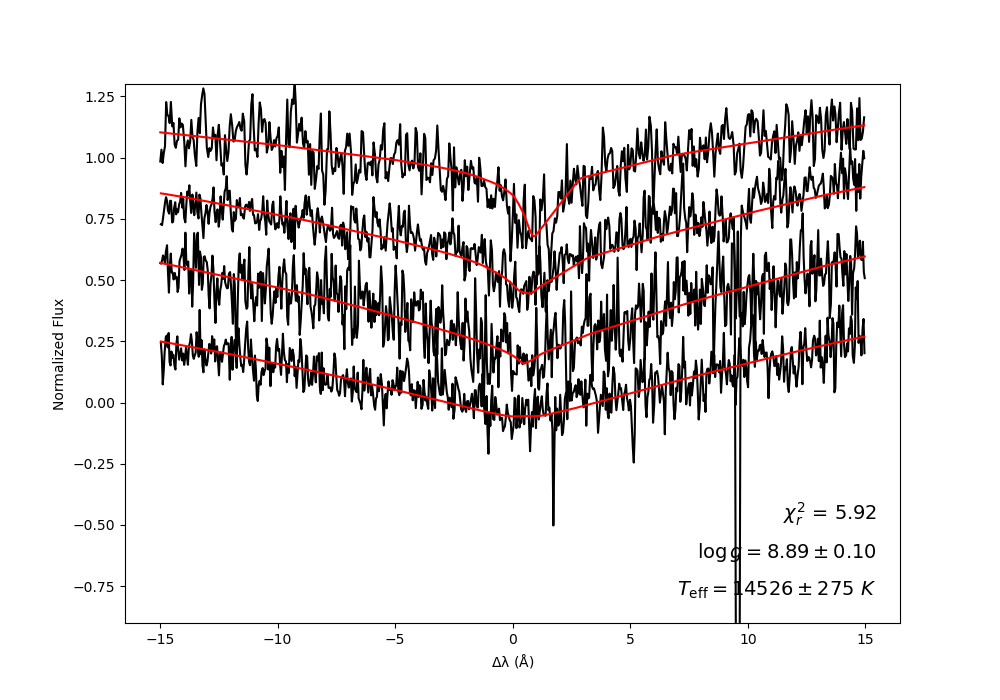 1.25
1.00
0.75
0.50
0.25
0.00
−0.25
−0.50
−0.75
Normalized Flux
χ²ᵣ = 5.92
log g = 8.89 ± 0.10
T_eff = 14526 ± 275 K
−15 −10 −5 0 5 10 15
Δλ (Å)